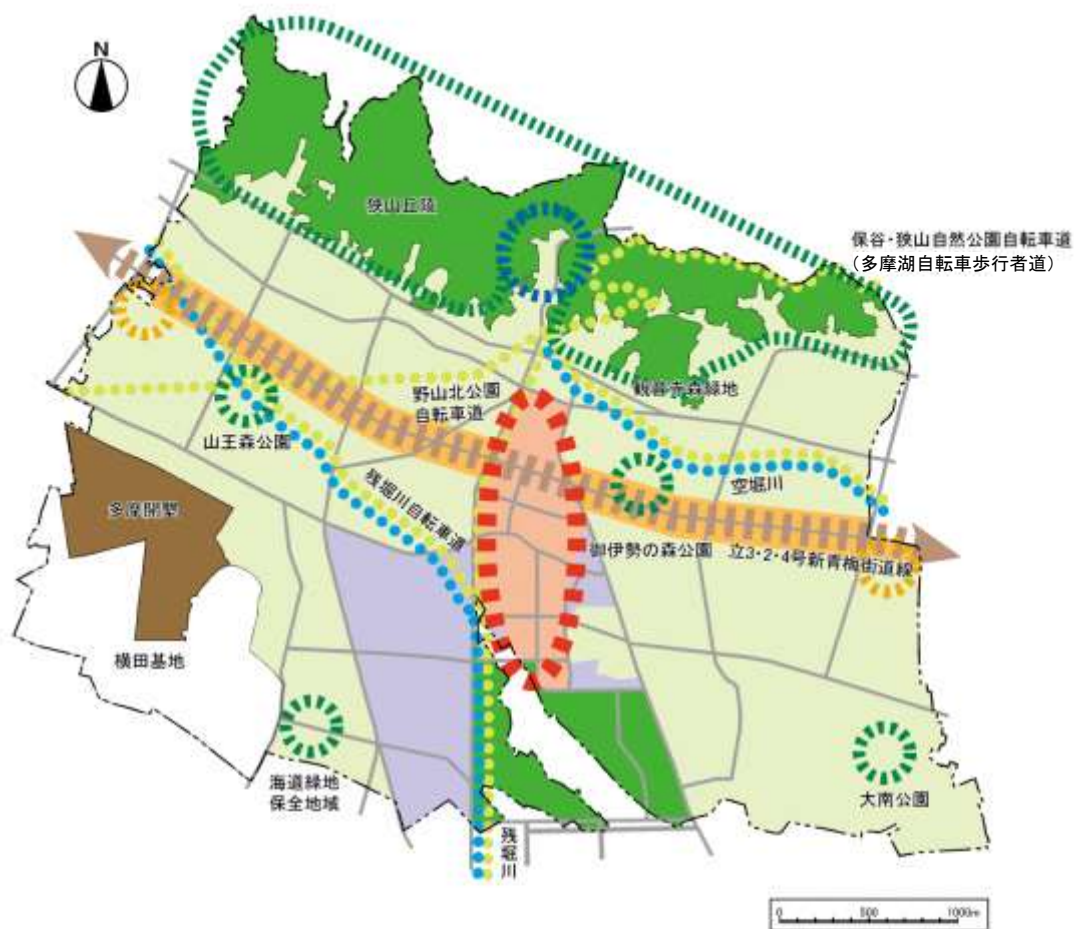 N
狭山丘陵
保谷・狭山自然公園自転車道
（多摩湖自転車歩行者道）
野山北公園
自転車道
観音寺森緑地
山王森公園
空堀川
多摩開墾
残堀川自転車道
御伊勢の森公園
立3・2・4号新青梅街道線
横田基地
海道緑地
保全地域
大南公園
残堀川
0 500 1000m